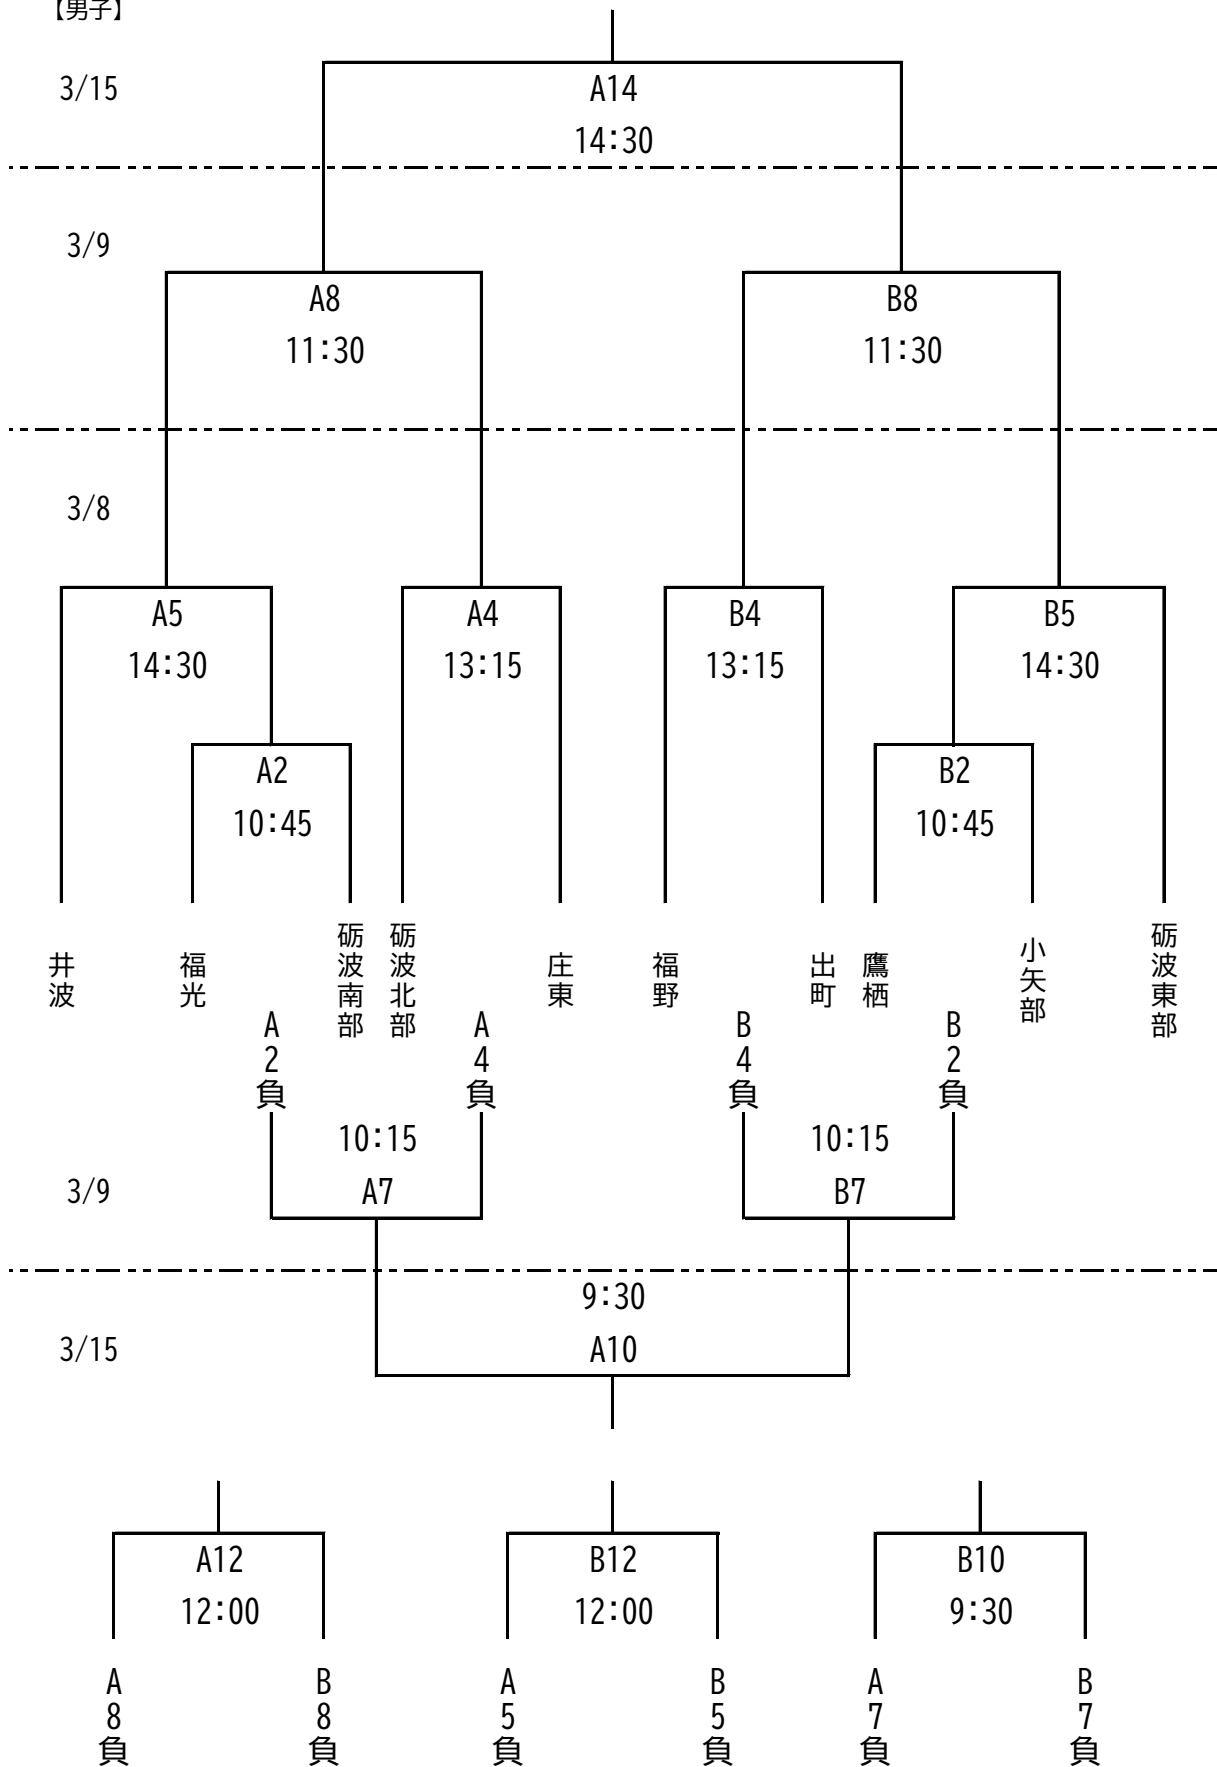 【男子】
3/15
A14
14:30
3/9
A8
B8
11:30
11:30
3/8
A5
A4
B4
B5
14:30
13:15
13:15
14:30
A2
B2
10:45
10:45
井波
福光
砺波南部
砺波北部
庄東
福野
出町
鷹栖
小矢部
砺波東部
A2負
A4負
B4負
B2負
10:15
10:15
3/9
A7
B7
9:30
3/15
A10
A12
B12
B10
12:00
12:00
9:30
A8負
B8負
A5負
B5負
A7負
B7負